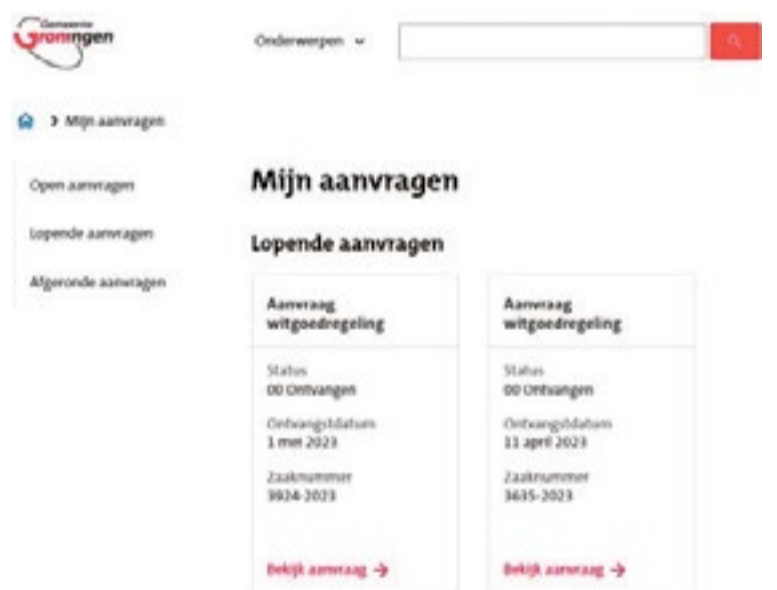 Gemeente
Groningen
Onderwerpen
Mijn aanvragen
Open aanvragen
Lopende aanvragen
Afgeronde aanvragen
Mijn aanvragen
Lopende aanvragen
Aanvraag
witgoedregeling
Status
00 Ontvangen
Ontvangstdatum
1 mei 2023
Zaaknummer
3924-2023
Bekijk aanvraag →
Aanvraag
witgoedregeling
Status
00 Ontvangen
Ontvangstdatum
11 april 2023
Zaaknummer
3635-2023
Bekijk aanvraag →